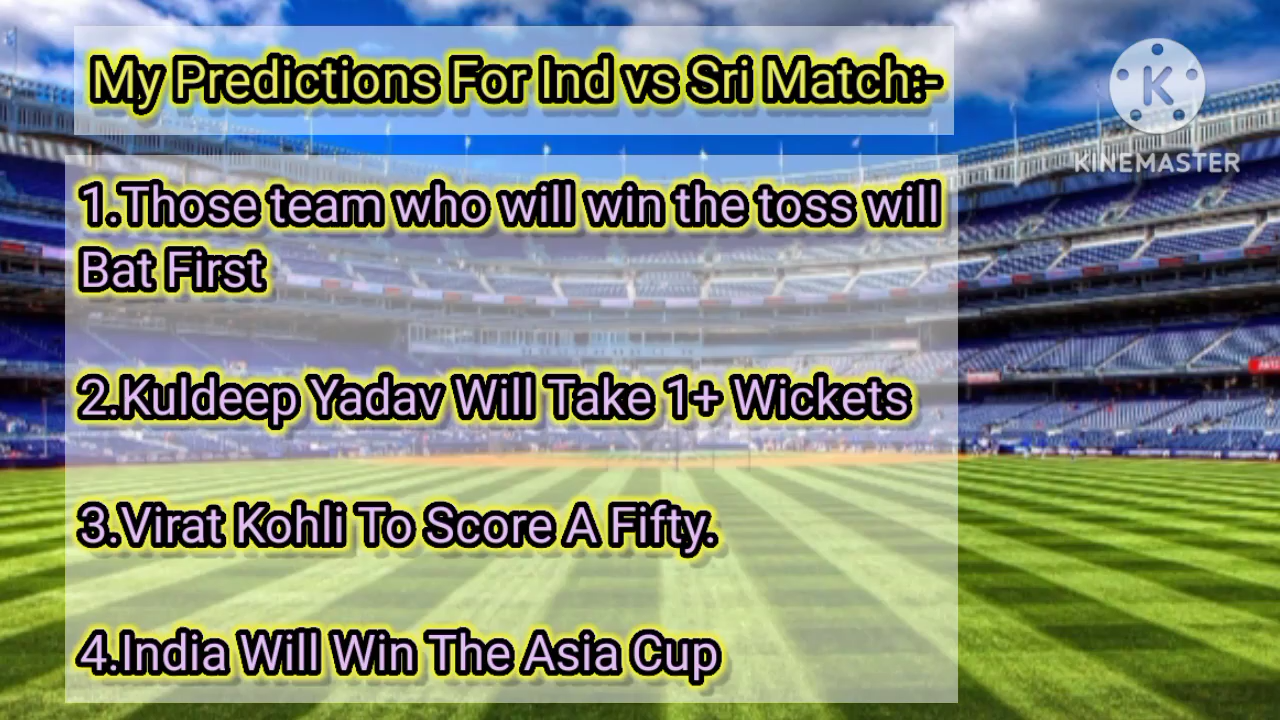 My Predictions For Ind vs Sri Match:-
K
KINEMASTER
1.Those team who will win the toss will
Bat First
2.Kuldeep Yadav Will Take 1+ Wickets
3.Virat Kohli To Score A Fifty.
4.India Will Win The Asia Cup